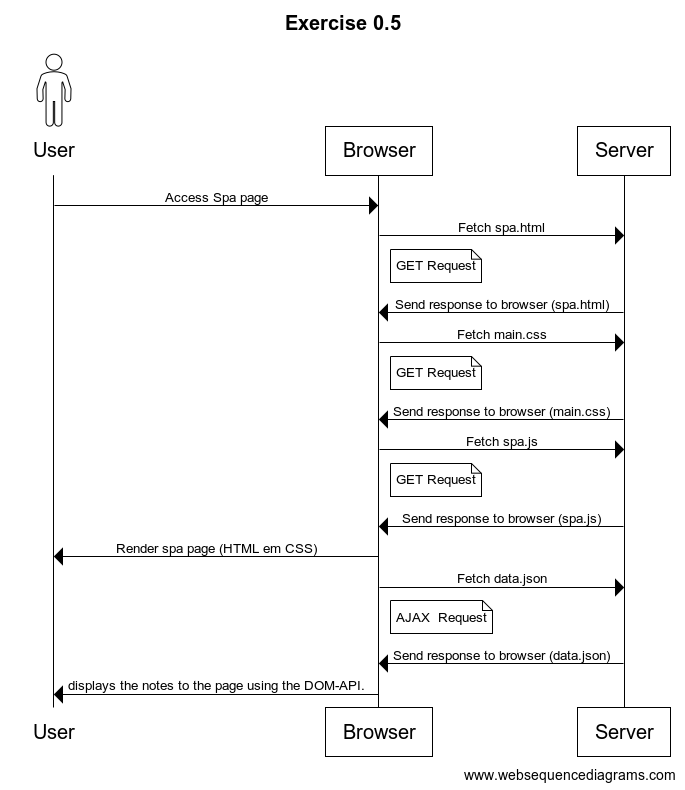 Exercise 0.5
User
Browser
Server
Access Spa page
Fetch spa.html
GET Request
Send response to browser (spa.html)
Fetch main.css
GET Request
Send response to browser (main.css)
Fetch spa.js
GET Request
Send response to browser (spa.js)
Render spa page (HTML em CSS)
Fetch data.json
AJAX  Request
Send response to browser (data.json)
displays the notes to the page using the DOM-API.
User
Browser
Server
www.websequencediagrams.com